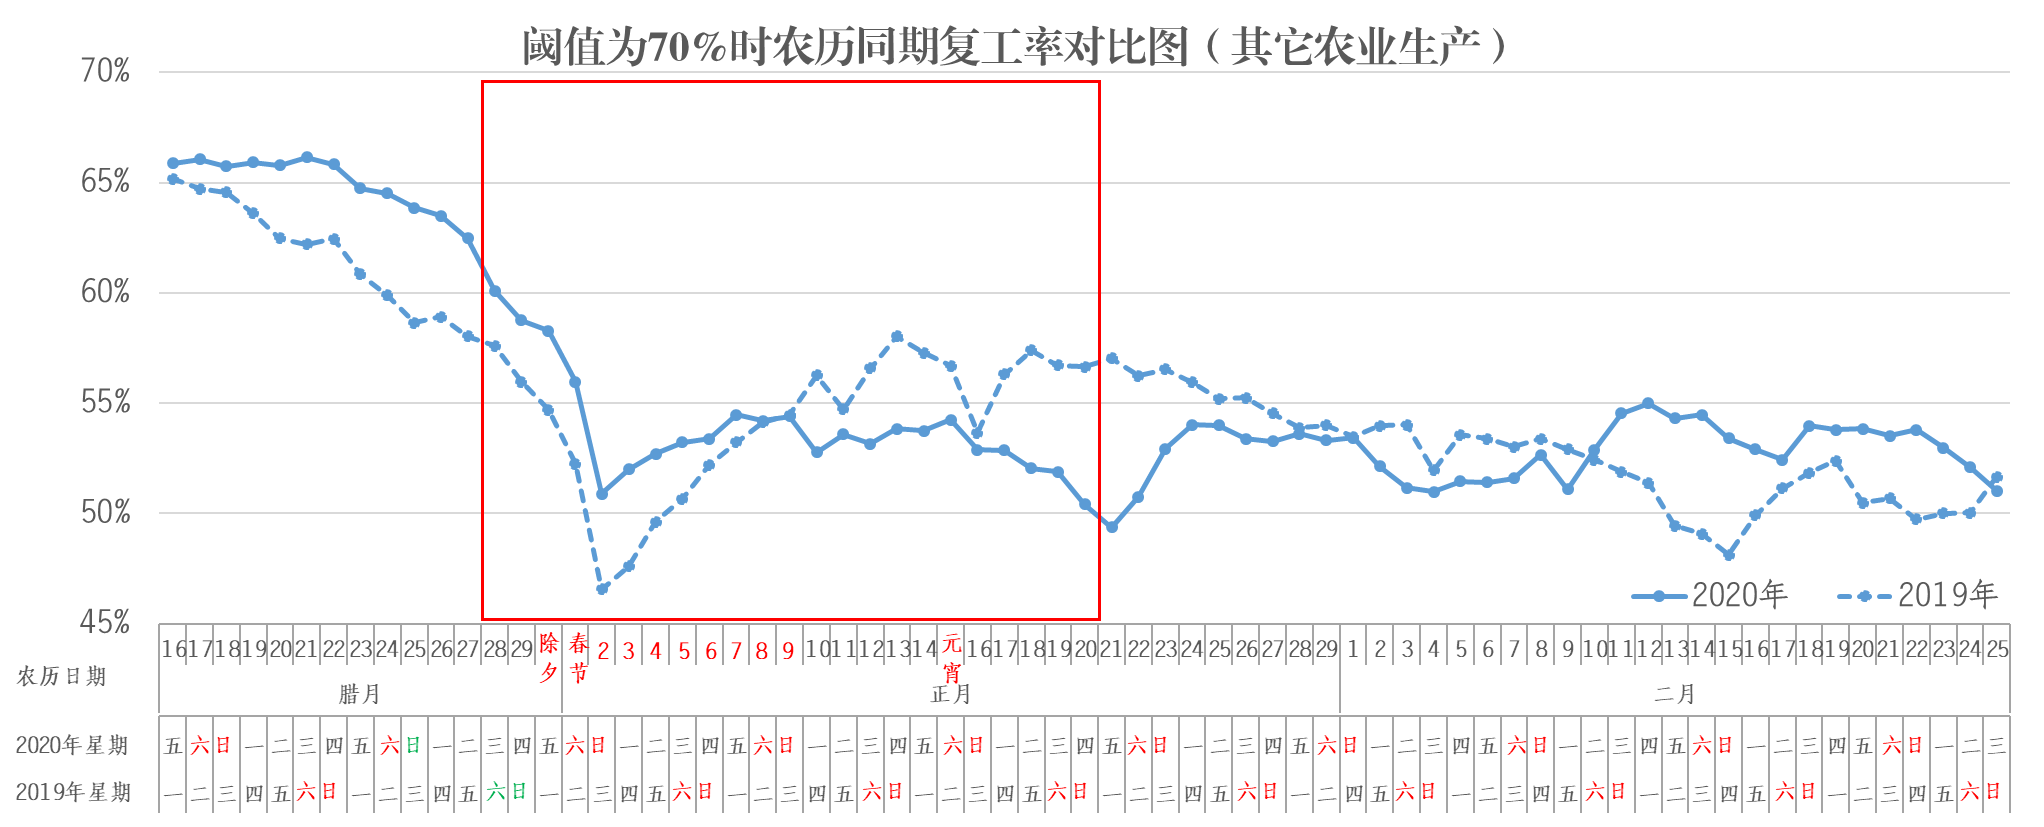 阈值为70%时农历同期复工率对比图（其它农业生产）
70%
65%
60%
55%
50%
45%
2020年 2019年
农历日期 16 17 18 19 20 21 22 23 24 25 26 27 28 29 除夕 春节 2 3 4 5 6 7 8 9 10 11 12 13 14 元宵 16 17 18 19 20 21 22 23 24 25 26 27 28 29 1 2 3 4 5 6 7 8 9 10 11 12 13 14 15 16 17 18 19 20 21 22 23 24 25
腊月 正月 二月
2020年星期 五 六 日 一 二 三 四 五 六 日 一 二 三 四 五 六 日 一 二 三 四 五 六 日 一 二 三 四 五 六 日 一 二 三 四 五 六 日 一 二 三 四 五 六 日 一 二 三 四 五 六 日 一 二 三 四 五 六 日 一 二 三 四 五 六 日 一 二 三
2019年星期 一 二 三 四 五 六 日 一 二 三 四 五 六 日 一 二 三 四 五 六 日 一 二 三 四 五 六 日 一 二 三 四 五 六 日 一 二 三 四 五 六 日 一 二 四 五 六 日 一 二 三 四 五 六 日 一 二 三 四 五 六 日 一 二 三 四 五 六 日